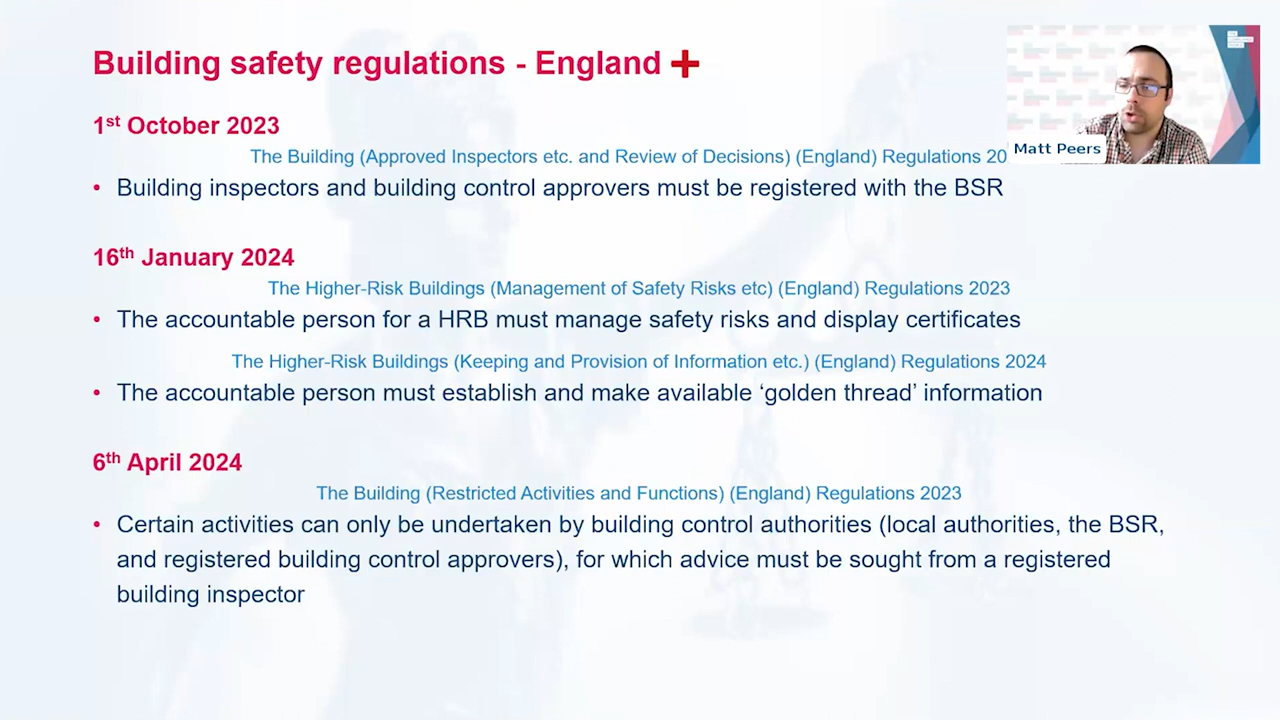 Building safety regulations - England
1st October 2023
The Building (Approved Inspectors etc. and Review of Decisions) (England) Regulations 20
• Building inspectors and building control approvers must be registered with the BSR
16th January 2024
The Higher-Risk Buildings (Management of Safety Risks etc) (England) Regulations 2023
• The accountable person for a HRB must manage safety risks and display certificates
The Higher-Risk Buildings (Keeping and Provision of Information etc.) (England) Regulations 2024
• The accountable person must establish and make available ‘golden thread’ information
6th April 2024
The Building (Restricted Activities and Functions) (England) Regulations 2023
• Certain activities can only be undertaken by building control authorities (local authorities, the BSR,
and registered building control approvers), for which advice must be sought from a registered
building inspector
Matt Peers